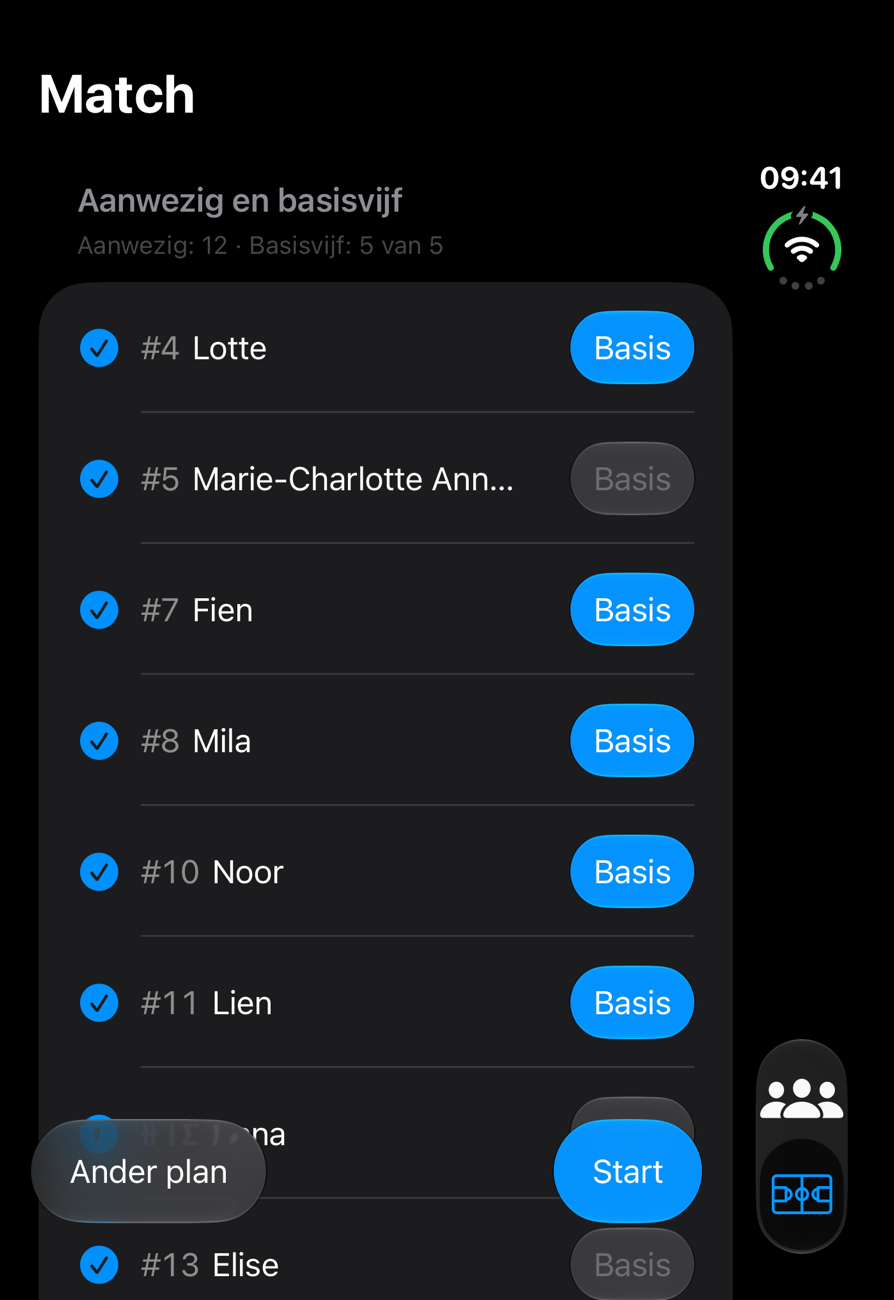 Match
09:41
Aanwezig en basisvijf
Aanwezig: 12 · Basisvijf: 5 van 5
#4 Lotte Basis
#5 Marie-Charlotte Ann... Basis
#7 Fien Basis
#8 Mila Basis
#10 Noor Basis
#11 Lien Basis
Ander plan Start
#13 Elise Basis